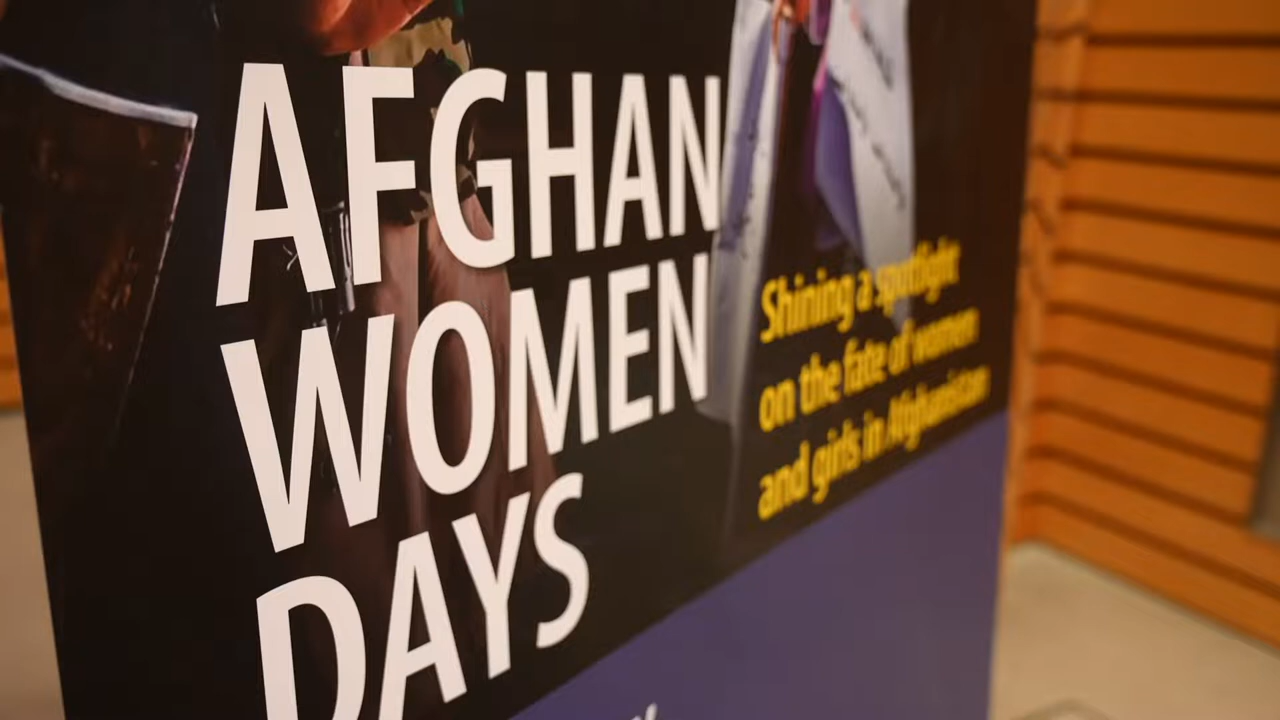 AFGHAN
WOMEN
DAYS
Shining a spotlight
on the fate of women
and girls in Afghanistan